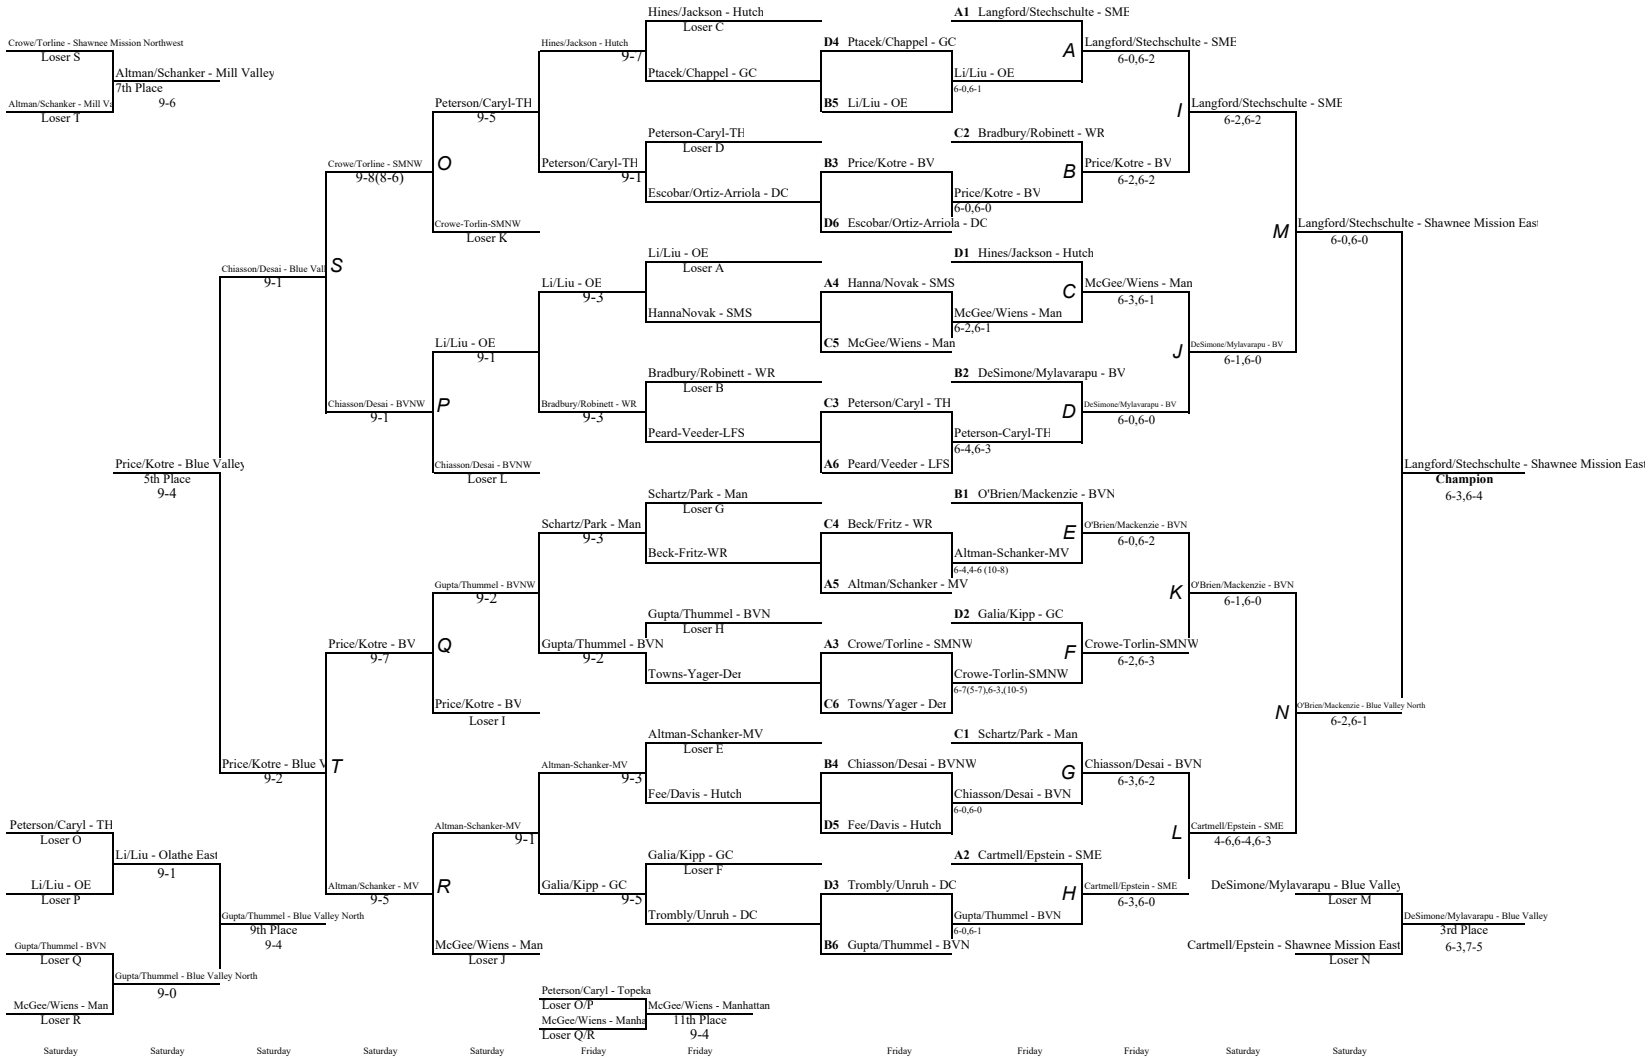 Crowe/Torline - Shawnee Mission Northwest
Loser S
Altman/Schanker - Mill Valley
7th Place
9-6
Altman/Schanker - Mill Va
Loser T
Chiasson/Desai - Blue Val
9-1
Price/Kotre - Blue Valley
5th Place
9-4
Price/Kotre - Blue V
9-2
Peterson/Caryl - TH
Loser O
Li/Liu - Olathe East
9-1
Li/Liu - OE
Loser P
Gupta/Thummel - Blue Valley North
9th Place
9-4
Gupta/Thummel - BVN
Loser Q
Gupta/Thummel - Blue Valley North
9-0
McGee/Wiens - Man
Loser R
Crowe/Torline - SMNW
9-8(8-6)
S
Chiasson/Desai - BVNW
9-1
Price/Kotre - BV
9-7
T
Altman/Schanker - MV
9-5
Peterson/Caryl-TH
9-5
O
Crowe-Torlin-SMNW
Loser K
Li/Liu - OE
9-1
P
Chiasson/Desai - BVNW
Loser L
Gupta/Thummel - BVNW
9-2
Q
Price/Kotre - BV
Loser I
Altman-Schanker-MV
9-1
R
McGee/Wiens - Man
Loser J
Hines/Jackson - Hutch
9-7
Peterson/Caryl-TH
9-1
Li/Liu - OE
9-3
Bradbury/Robinett - WR
9-3
Schartz/Park - Man
9-3
Gupta/Thummel - BVN
9-2
Altman-Schanker-MV
9-3
Galia/Kipp - GC
9-5
Peterson/Caryl - Topeka
Loser O/P
McGee/Wiens - Manha
Loser Q/R
McGee/Wiens - Manhattan
11th Place
9-4
Hines/Jackson - Hutch
Loser C
Ptacek/Chappel - GC
Peterson-Caryl-TH
Loser D
Escobar/Ortiz-Arriola - DC
Li/Liu - OE
Loser A
HannaNovak - SMS
Bradbury/Robinett - WR
Loser B
Peard-Veeder-LFS
Schartz/Park - Man
Loser G
Beck-Fritz-WR
Gupta/Thummel - BVN
Loser H
Towns-Yager-Der
Altman-Schanker-MV
Loser E
Fee/Davis - Hutch
Galia/Kipp - GC
Loser F
Trombly/Unruh - DC
D4 Ptacek/Chappel - GC
B5 Li/Liu - OE
B3 Price/Kotre - BV
D6 Escobar/Ortiz-Arriola - DC
A4 Hanna/Novak - SMS
C5 McGee/Wiens - Man
C3 Peterson/Caryl - TH
A6 Peard/Veeder - LFS
C4 Beck/Fritz - WR
A5 Altman/Schanker - MV
A3 Crowe/Torline - SMNW
C6 Towns/Yager - Der
B4 Chiasson/Desai - BVNW
D5 Fee/Davis - Hutch
D3 Trombly/Unruh - DC
B6 Gupta/Thummel - BVN
A1 Langford/Stechschulte - SME
A
Li/Liu - OE
6-0,6-1
C2 Bradbury/Robinett - WR
B
Price/Kotre - BV
6-0,6-0
D1 Hines/Jackson - Hutch
C
McGee/Wiens - Man
6-2,6-1
B2 DeSimone/Mylavarapu - BV
D
Peterson-Caryl-TH
6-4,6-3
B1 O'Brien/Mackenzie - BVN
E
Altman-Schanker-MV
6-4,4-6 (10-8)
D2 Galia/Kipp - GC
F
Crowe-Torlin-SMNW
6-7(5-7),6-3,(10-5)
C1 Schartz/Park - Man
G
Chiasson/Desai - BVN
6-0,6-0
A2 Cartmell/Epstein - SME
H
Gupta/Thummel - BVN
6-0,6-1
Langford/Stechschulte - SME
6-0,6-2
I
Price/Kotre - BV
6-2,6-2
McGee/Wiens - Man
6-3,6-1
J
DeSimone/Mylavarapu - BV
6-0,6-0
O'Brien/Mackenzie - BVN
6-0,6-2
K
Crowe-Torlin-SMNW
6-2,6-3
Chiasson/Desai - BVN
6-3,6-2
L
Cartmell/Epstein - SME
6-3,6-0
Langford/Stechschulte - SME
6-2,6-2
M
DeSimone/Mylavarapu - BV
6-1,6-0
O'Brien/Mackenzie - BVN
6-1,6-0
N
Cartmell/Epstein - SME
4-6,6-4,6-3
Langford/Stechschulte - Shawnee Mission East
6-0,6-0
O'Brien/Mackenzie - Blue Valley North
6-2,6-1
Langford/Stechschulte - Shawnee Mission East
Champion
6-3,6-4
DeSimone/Mylavarapu - Blue Valley
Loser M
DeSimone/Mylavarapu - Blue Valley
3rd Place
6-3,7-5
Cartmell/Epstein - Shawnee Mission East
Loser N
Saturday Saturday Saturday Saturday Saturday Friday Friday Friday Friday Friday Saturday Saturday